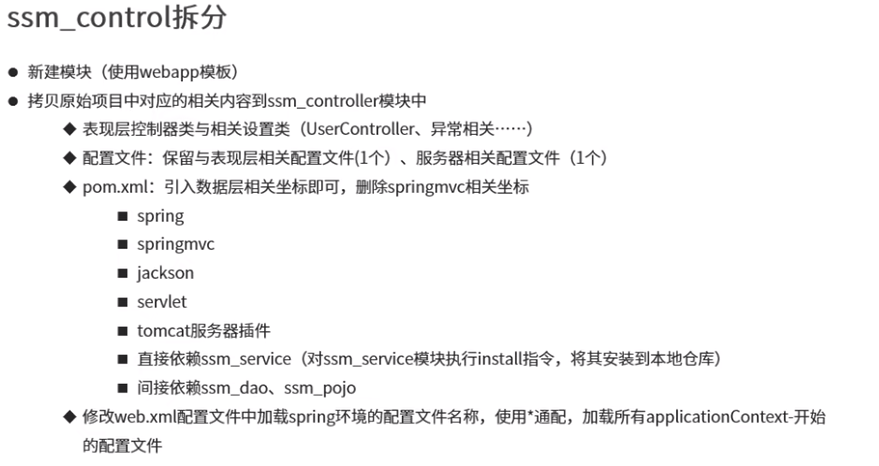 ssm_control拆分
● 新建模块（使用webapp模板）
● 拷贝原始项目中对应的相关内容到ssm_controller模块中
◆ 表现层控制器类与相关设置类（UserController、异常相关……）
◆ 配置文件：保留与表现层相关配置文件(1个）、服务器相关配置文件（1个）
◆ pom.xml：引入数据层相关坐标即可，删除springmvc相关坐标
■ spring
■ springmvc
■ jackson
■ servlet
■ tomcat服务器插件
■ 直接依赖ssm_service（对ssm_service模块执行install指令，将其安装到本地仓库）
■ 间接依赖ssm_dao、ssm_pojo
◆ 修改web.xml配置文件中加载spring环境的配置文件名称，使用*通配，加载所有applicationContext-开始
的配置文件